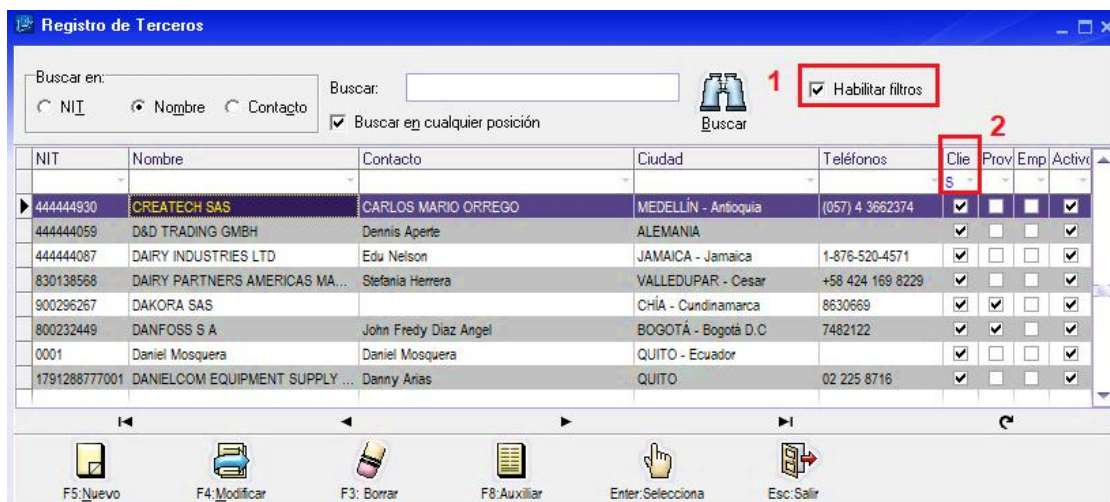 Registro de Terceros
Buscar en:
NIT Nombre Contacto
Buscar:
Buscar en cualquier posición
Buscar
1
Habilitar filtros
2
NIT Nombre Contacto Ciudad Teléfonos Clie Prov Emp Activo
S
444444930 CREATECH SAS CARLOS MARIO ORREGO MEDELLÍN - Antioquia (057) 4 3662374
444444059 D&D TRADING GMBH Dennis Aperte ALEMANIA
444444087 DAIRY INDUSTRIES LTD Edu Nelson JAMAICA - Jamaica 1-876-520-4571
830138568 DAIRY PARTNERS AMERICAS MA... Stefania Herrera VALLEDUPAR - Cesar +58 424 169 8229
900296267 DAKORA SAS CHÍA - Cundinamarca 8630669
800232449 DANFOSS S A John Fredy Diaz Angel BOGOTÁ - Bogotá D.C 7482122
0001 Daniel Mosquera Daniel Mosquera QUITO - Ecuador
1791288777001 DANIELCOM EQUIPMENT SUPPLY ... Danny Arias QUITO 02 225 8716
F5:Nuevo F4:Modificar F3: Borrar F8:Auxiliar Enter:Selecciona Esc:Salir